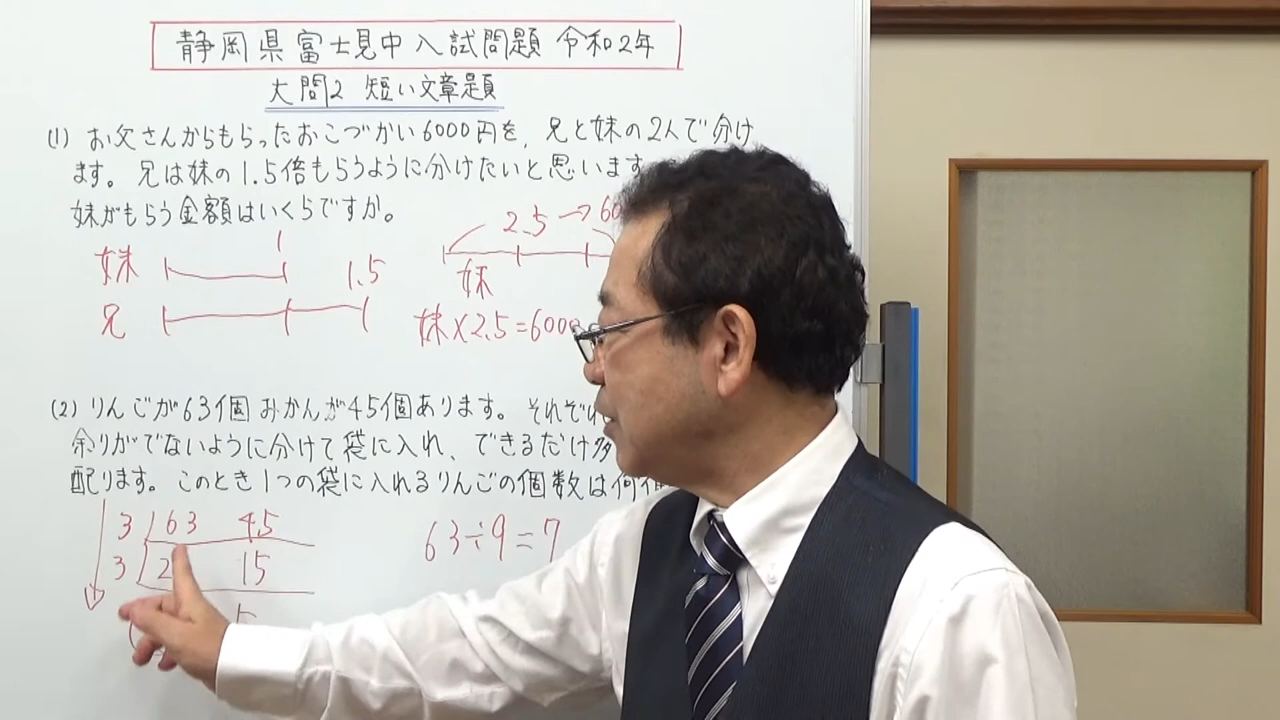 静岡県富士見中入試問題 令和2年
大問2 短い文章題
(1) お父さんからもらったおこづかい6000円を、兄と妹の2人で分け
ます。兄は妹の1.5倍もらうように分けたいと思います
妹がもらう金額はいくらですか。
1
妹
1.5
兄
2.5→60
妹
妹×2.5=6000
(2) りんごが63個 みかんが45個あります。それぞれ
余りがでないように分けて袋に入れ、できるだけ多
配ります。このとき1つの袋に入れるりんごの個数は何個
3 63 45
3 2 15
5
63÷9=7